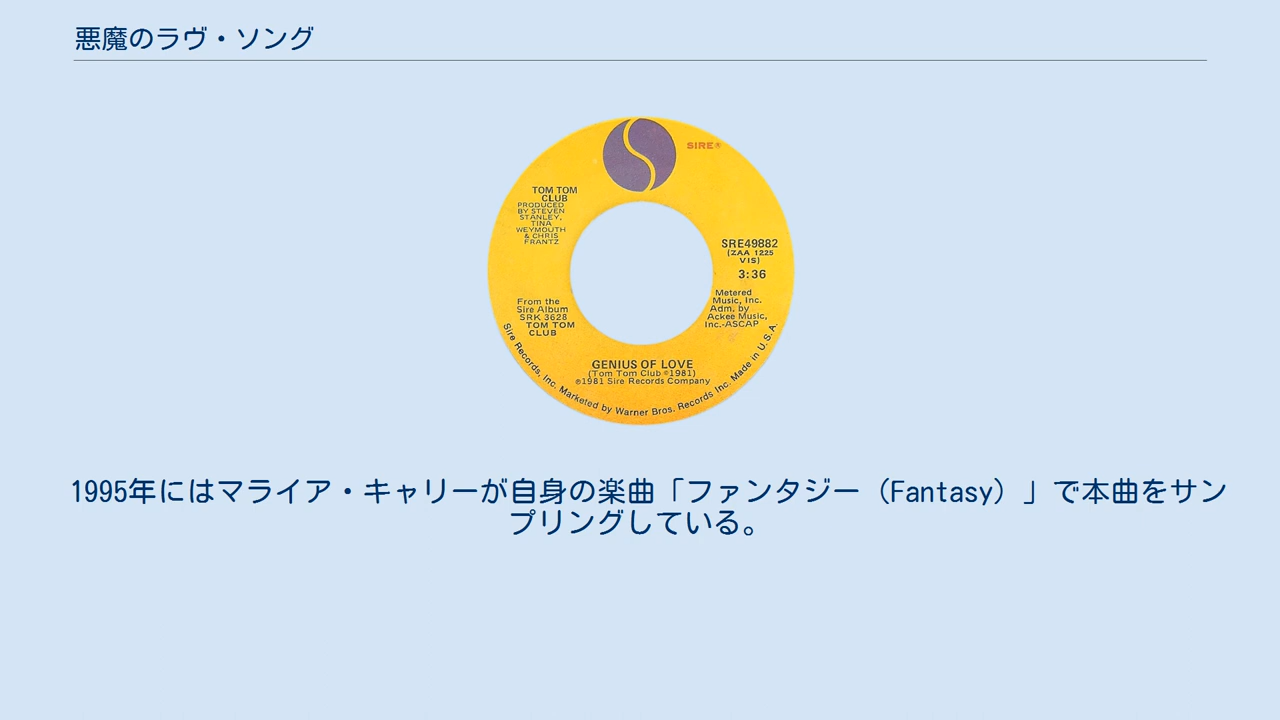 悪魔のラヴ・ソング
SIRE®
TOM TOM
CLUB
PRODUCED
BY STEVEN
STANLEY,
TINA
WEYMOUTH
& CHRIS
FRANTZ
SRE49882
(ZAA 1225
VIS)
3:36
From the
Sire Album
SRK 3628
TOM TOM
CLUB
Metered
Music, Inc.
Adm. by
Ackee Music,
Inc.-ASCAP
GENIUS OF LOVE
(Tom Tom Club ©1981)
℗1981 Sire Records Company
Sire Records, Inc. Marketed by Warner Bros. Records Inc. Made in U.S.A.
1995年にはマライア・キャリーが自身の楽曲「ファンタジー（Fantasy）」で本曲をサン
プリングしている。